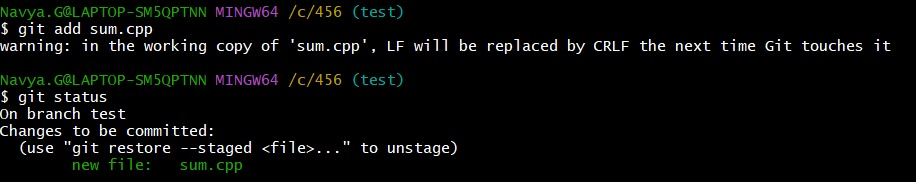 Navya.G@LAPTOP-SM5QPTNN MINGW64 /c/456 (test)
$ git add sum.cpp
warning: in the working copy of 'sum.cpp', LF will be replaced by CRLF the next time Git touches it
Navya.G@LAPTOP-SM5QPTNN MINGW64 /c/456 (test)
$ git status
On branch test
Changes to be committed:
  (use "git restore --staged <file>..." to unstage)
        new file:   sum.cpp